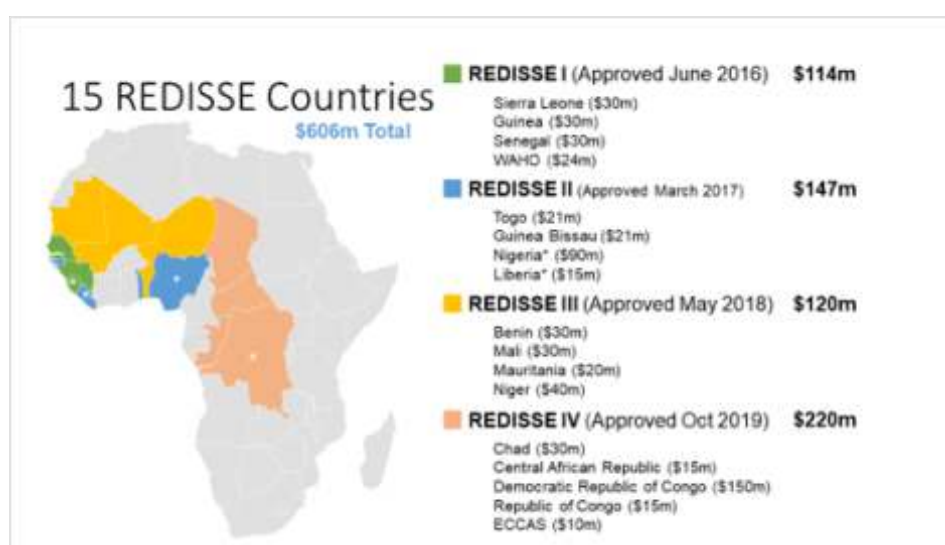 15 REDISSE Countries
$606m Total
REDISSE I (Approved June 2016) $114m
Sierra Leone ($30m)
Guinea ($30m)
Senegal ($30m)
WAHO ($24m)
REDISSE II (Approved March 2017) $147m
Togo ($21m)
Guinea Bissau ($21m)
Nigeria* ($90m)
Liberia* ($15m)
REDISSE III (Approved May 2018) $120m
Benin ($30m)
Mali ($30m)
Mauritania ($20m)
Niger ($40m)
REDISSE IV (Approved Oct 2019) $220m
Chad ($30m)
Central African Republic ($15m)
Democratic Republic of Congo ($150m)
Republic of Congo ($15m)
ECCAS ($10m)